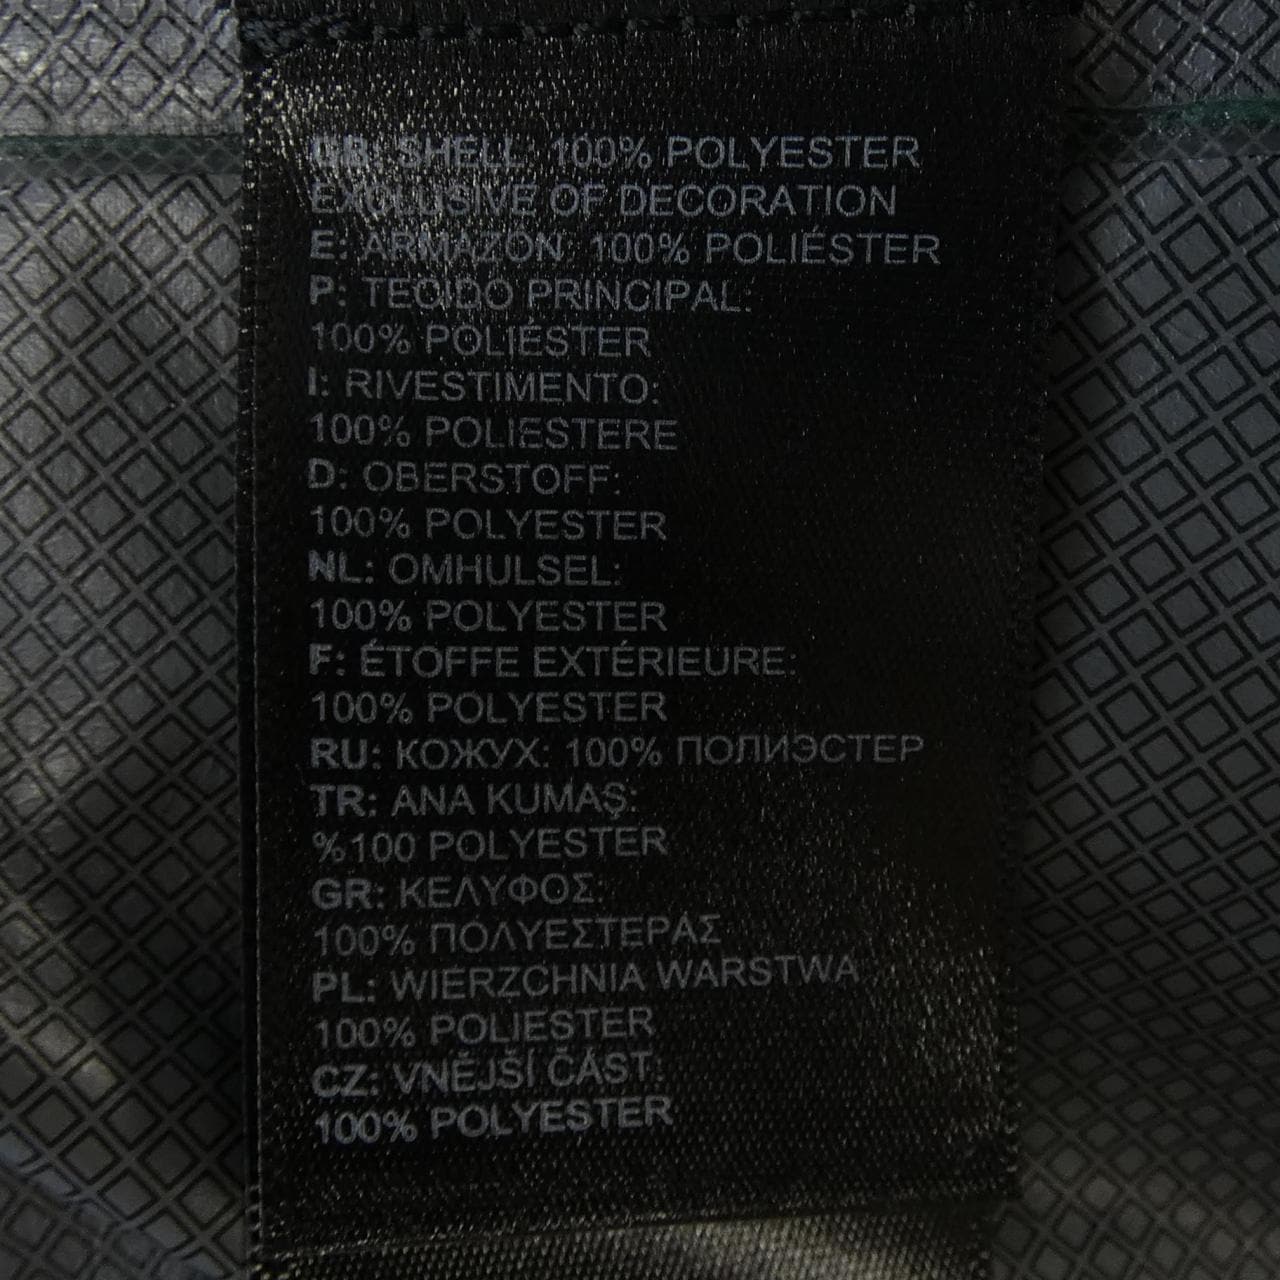 GB: SHELL: 100% POLYESTER
EXCLUSIVE OF DECORATION
E: ARMAZÓN: 100% POLIÉSTER
P: TECIDO PRINCIPAL:
100% POLIÉSTER
I: RIVESTIMENTO:
100% POLIESTERE
D: OBERSTOFF:
100% POLYESTER
NL: OMHULSEL:
100% POLYESTER
F: ÉTOFFE EXTÉRIEURE:
100% POLYESTER
RU: КОЖУХ: 100% ПОЛИЭСТЕР
TR: ANA KUMAŞ:
%100 POLYESTER
GR: ΚΕΛΥΦΟΣ:
100% ΠΟΛΥΕΣΤΕΡΑΣ
PL: WIERZCHNIA WARSTWA
100% POLIESTER
CZ: VNĚJŠÍ ČÁST:
100% POLYESTER